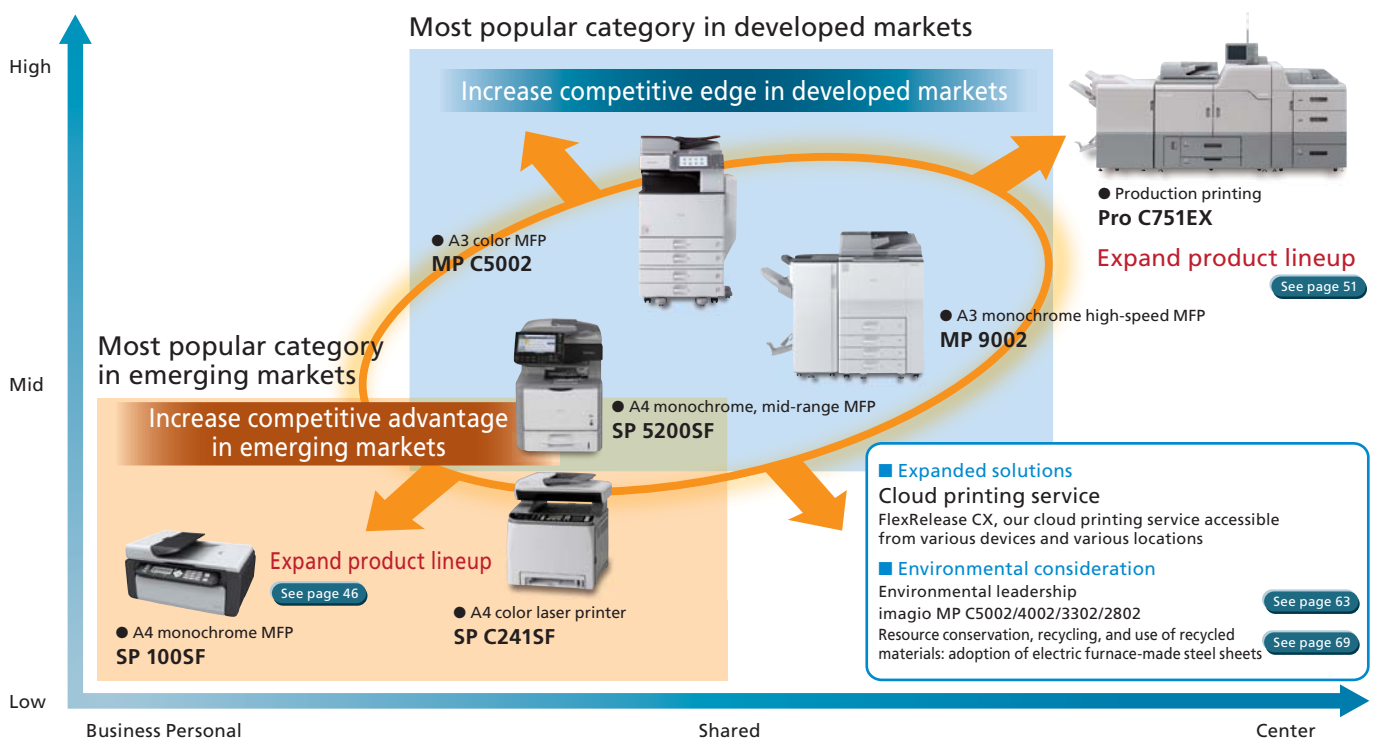 Most popular category in developed markets
High
Increase competitive edge in developed markets
● Production printing
Pro C751EX
Expand product lineup
See page 51
● A3 color MFP
MP C5002
● A3 monochrome high-speed MFP
MP 9002
Most popular category
in emerging markets
Mid
Increase competitive advantage
in emerging markets
● A4 monochrome, mid-range MFP
SP 5200SF
■ Expanded solutions
Cloud printing service
FlexRelease CX, our cloud printing service accessible
from various devices and various locations
■ Environmental consideration
Environmental leadership
imagio MP C5002/4002/3302/2802
See page 63
Resource conservation, recycling, and use of recycled
materials: adoption of electric furnace-made steel sheets
See page 69
Expand product lineup
See page 46
● A4 color laser printer
SP C241SF
● A4 monochrome MFP
SP 100SF
Low
Business Personal
Shared
Center